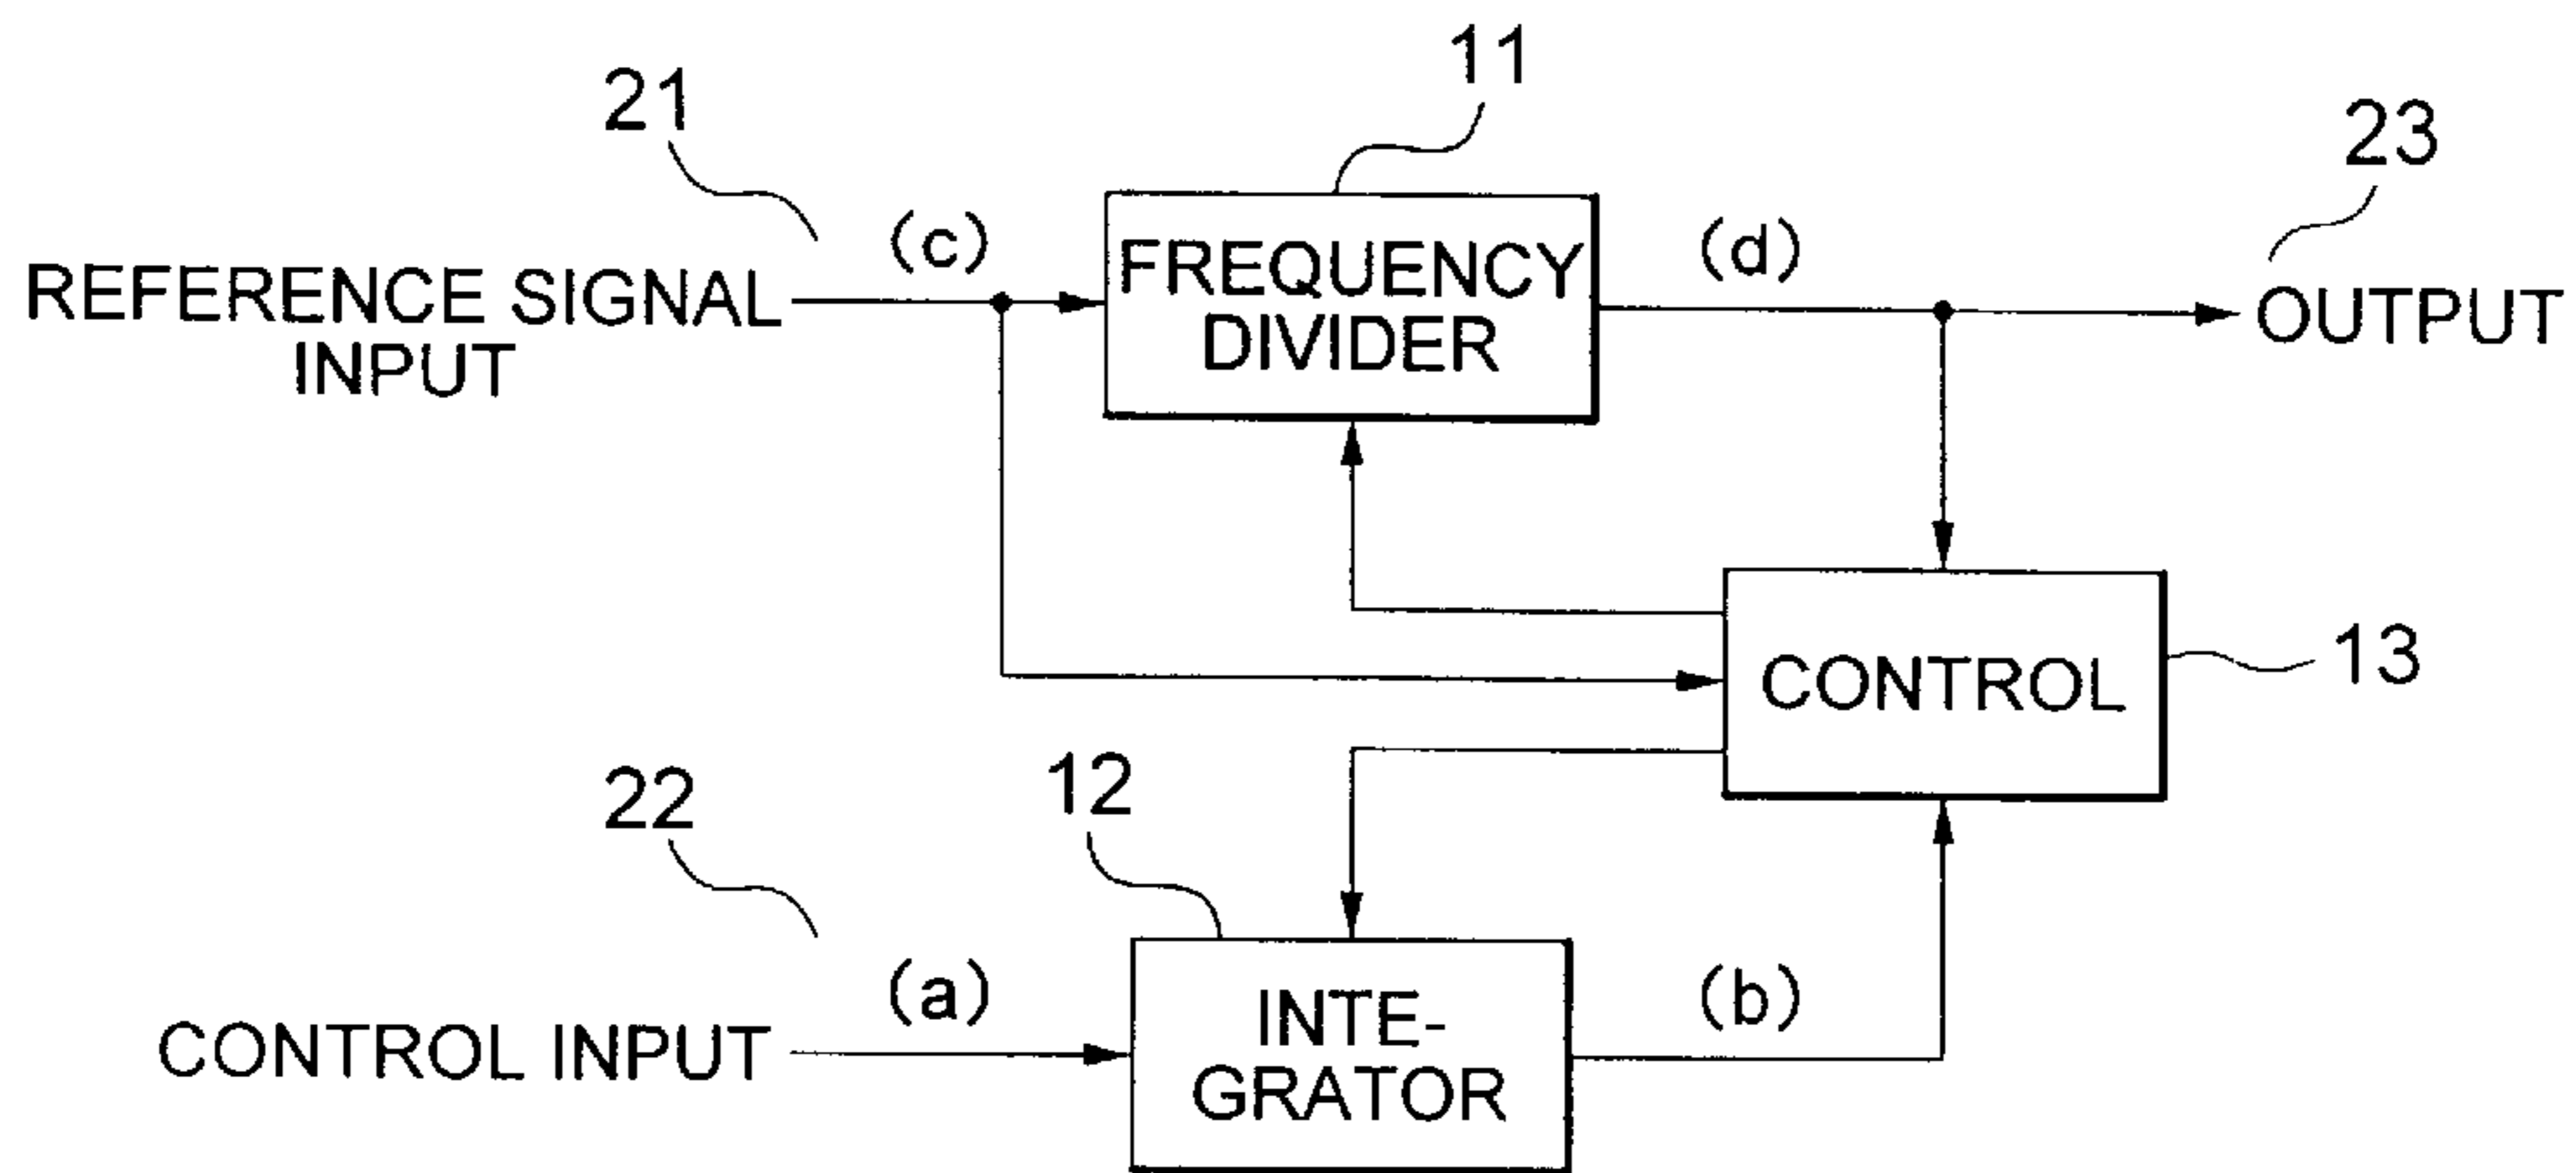 11
21
23
(c)
(d)
REFERENCE SIGNAL
INPUT
FREQUENCY
DIVIDER
OUTPUT
CONTROL
13
22
12
(a)
(b)
CONTROL INPUT
INTE-
GRATOR